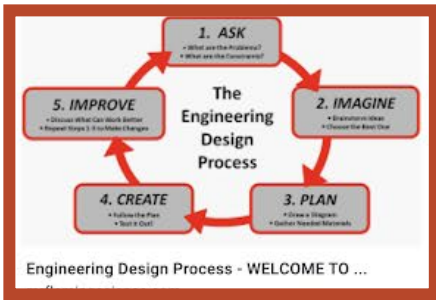 1. ASK
• What are the Problems?
• What are the Constraints?
5. IMPROVE
• Discuss What Can Work Better
• Repeat Steps 1-5 to Make Changes
The
Engineering
Design
Process
2. IMAGINE
• Brainstorm Ideas
• Choose the Best One
4. CREATE
• Follow the Plan
• Test it Out!
3. PLAN
• Draw a Diagram
• Gather Needed Materials
Engineering Design Process - WELCOME TO ...